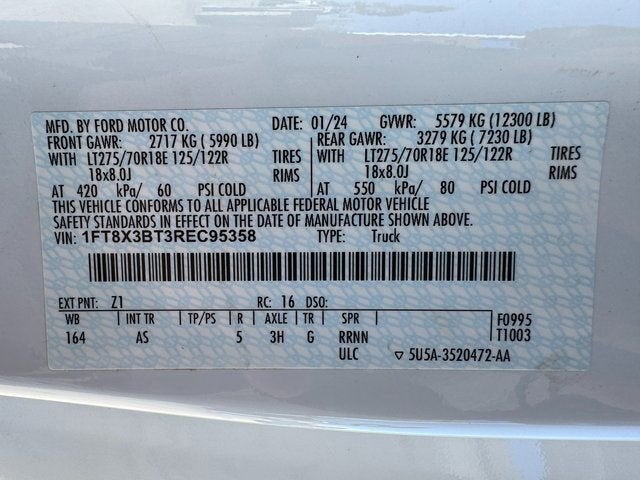 MFD. BY FORD MOTOR CO. DATE: 01/24 GVWR: 5579 KG (12300 LB)
FRONT GAWR: 2717 KG ( 5990 LB) REAR GAWR: 3279 KG ( 7230 LB)
WITH LT275/70R18E 125/122R TIRES WITH LT275/70R18E 125/122R TIRES
18x8.0J RIMS 18x8.0J RIMS
AT 420 kPa/ 60 PSI COLD AT 550 kPa/ 80 PSI COLD
THIS VEHICLE CONFORMS TO ALL APPLICABLE FEDERAL MOTOR VEHICLE
SAFETY STANDARDS IN EFFECT ON THE DATE OF MANUFACTURE SHOWN ABOVE.
VIN: 1FT8X3BT3REC95358 TYPE: Truck
EXT PNT: Z1 RC: 16 DSO:
WB INT TR TP/PS R AXLE TR SPR F0995
164 AS 5 3H G RRNN T1003
ULC ▽ 5U5A-3520472-AA